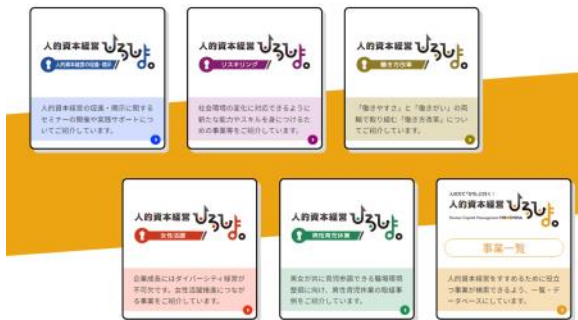 人的資本経営 ひろしま。
人的資本経営の促進・開示
人的資本経営の促進・開示に関する
セミナーの開催や実践サポートにつ
いてご紹介しています。
人的資本経営 ひろしま。
リスキリング
社会環境の変化に対応できるように
新たな能力やスキルを身につけるた
めの事業等をご紹介しています。
人的資本経営 ひろしま。
働き方改革
「働きやすさ」と「働きがい」の両
軸で取り組む「働き方改革」につい
てご紹介しています。
人的資本経営 ひろしま。
女性活躍
企業成長にはダイバーシティ経営が
不可欠です。女性活躍推進につなが
る事業をご紹介しています。
人的資本経営 ひろしま。
男性育児休業
男女が共に育児参画できる職場環境
整備に向け、男性育児休業の取組事
例をご紹介しています。
人的資本経営 ひろしま。
Human Capital Management HIROSHIMA
事業一覧
人的資本経営をすすめるために役立
つ事業が検索できるよう、一覧・デ
ータベースにしています。